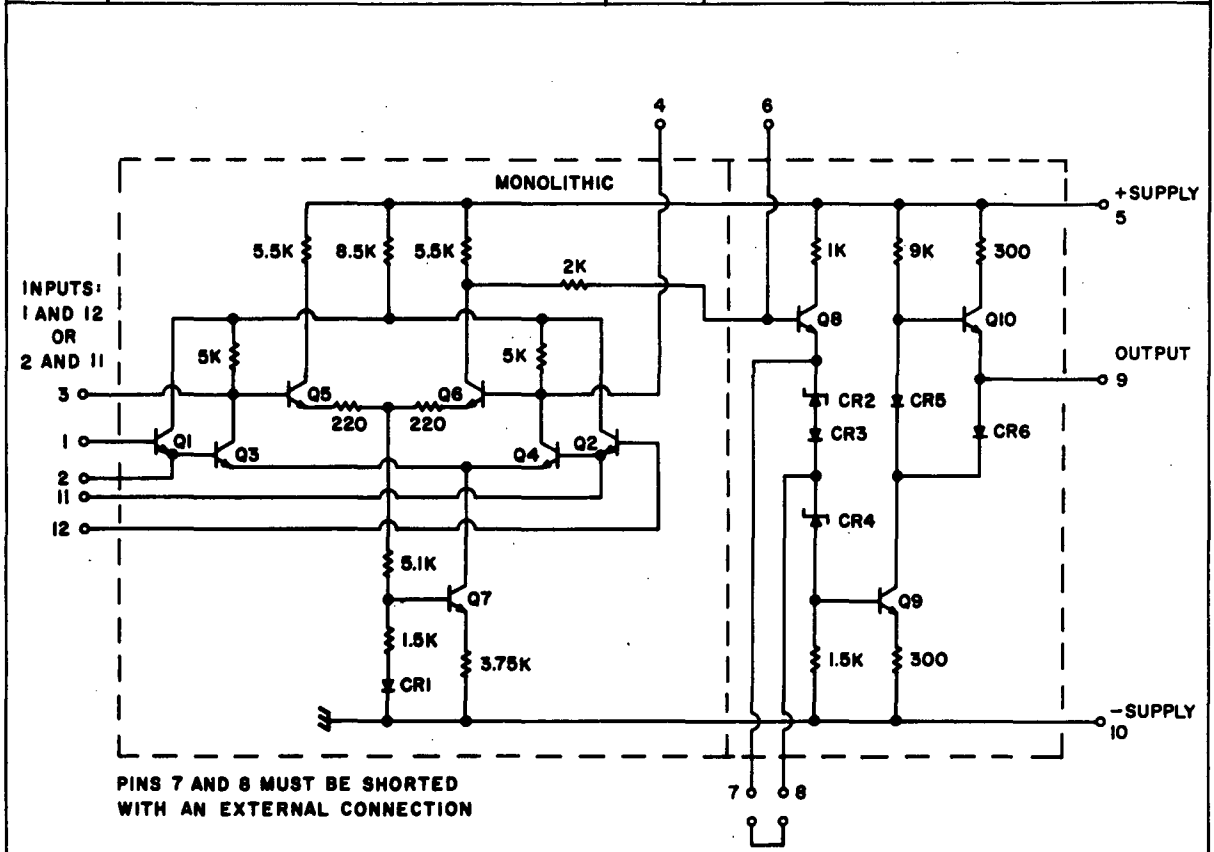 4
6
MONOLITHIC
+SUPPLY
5
5.5K
8.5K
5.5K
1K
9K
300
2K
INPUTS:
1 AND 12
OR
2 AND 11
Q8
Q10
5K
5K
OUTPUT
9
3
Q5
Q6
CR2
CR5
220
220
CR3
CR6
1
Q1
Q3
Q4
Q2
2
11
12
CR4
5.1K
Q7
Q9
1.5K
3.75K
1.5K
300
CR1
-SUPPLY
10
PINS 7 AND 8 MUST BE SHORTED
WITH AN EXTERNAL CONNECTION
7
8